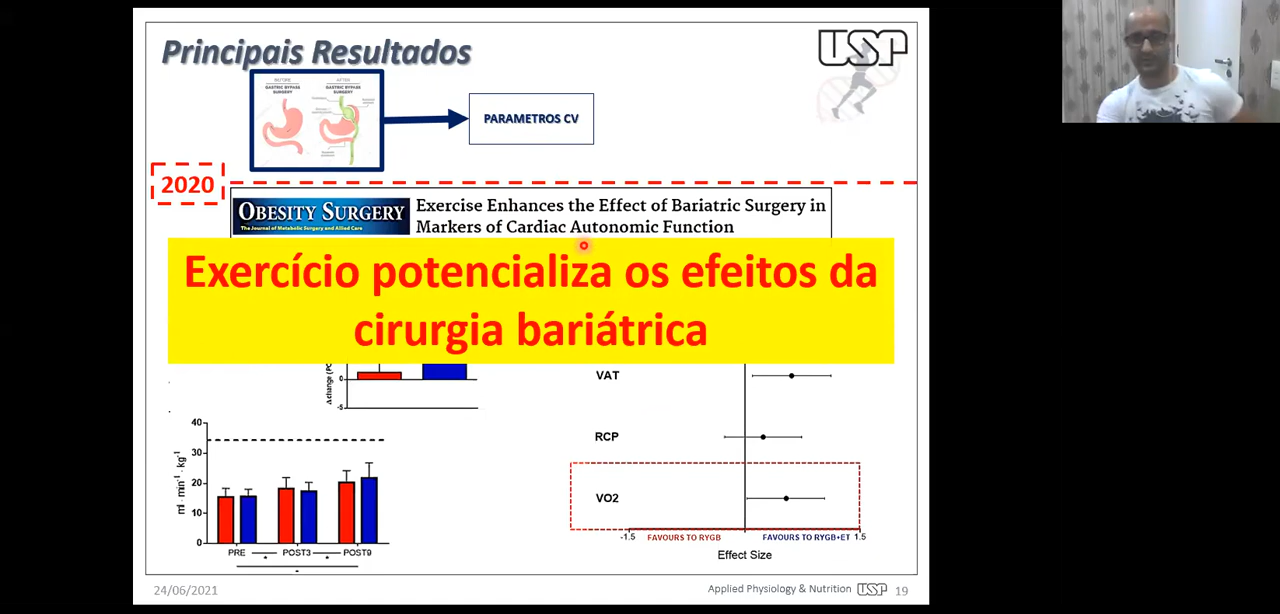 Principais Resultados
USP
BEFORE
GASTRIC BYPASS
SURGERY
AFTER
GASTRIC BYPASS
SURGERY
PARAMETROS CV
2020
OBESITY SURGERY
The Journal of Metabolic Surgery and Allied Care
Exercise Enhances the Effect of Bariatric Surgery in
Markers of Cardiac Autonomic Function
Exercício potencializa os efeitos da
cirurgia bariátrica
0
-5
VAT
RCP
VO2
-1.5
FAVOURS TO RYGB
FAVOURS TO RYGB+ET
1.5
Effect Size
40
30
20
10
0
ml · min⁻¹ · kg⁻¹
PRE
*
POST3
*
POST9
24/06/2021
Applied Physiology & Nutrition USP 19